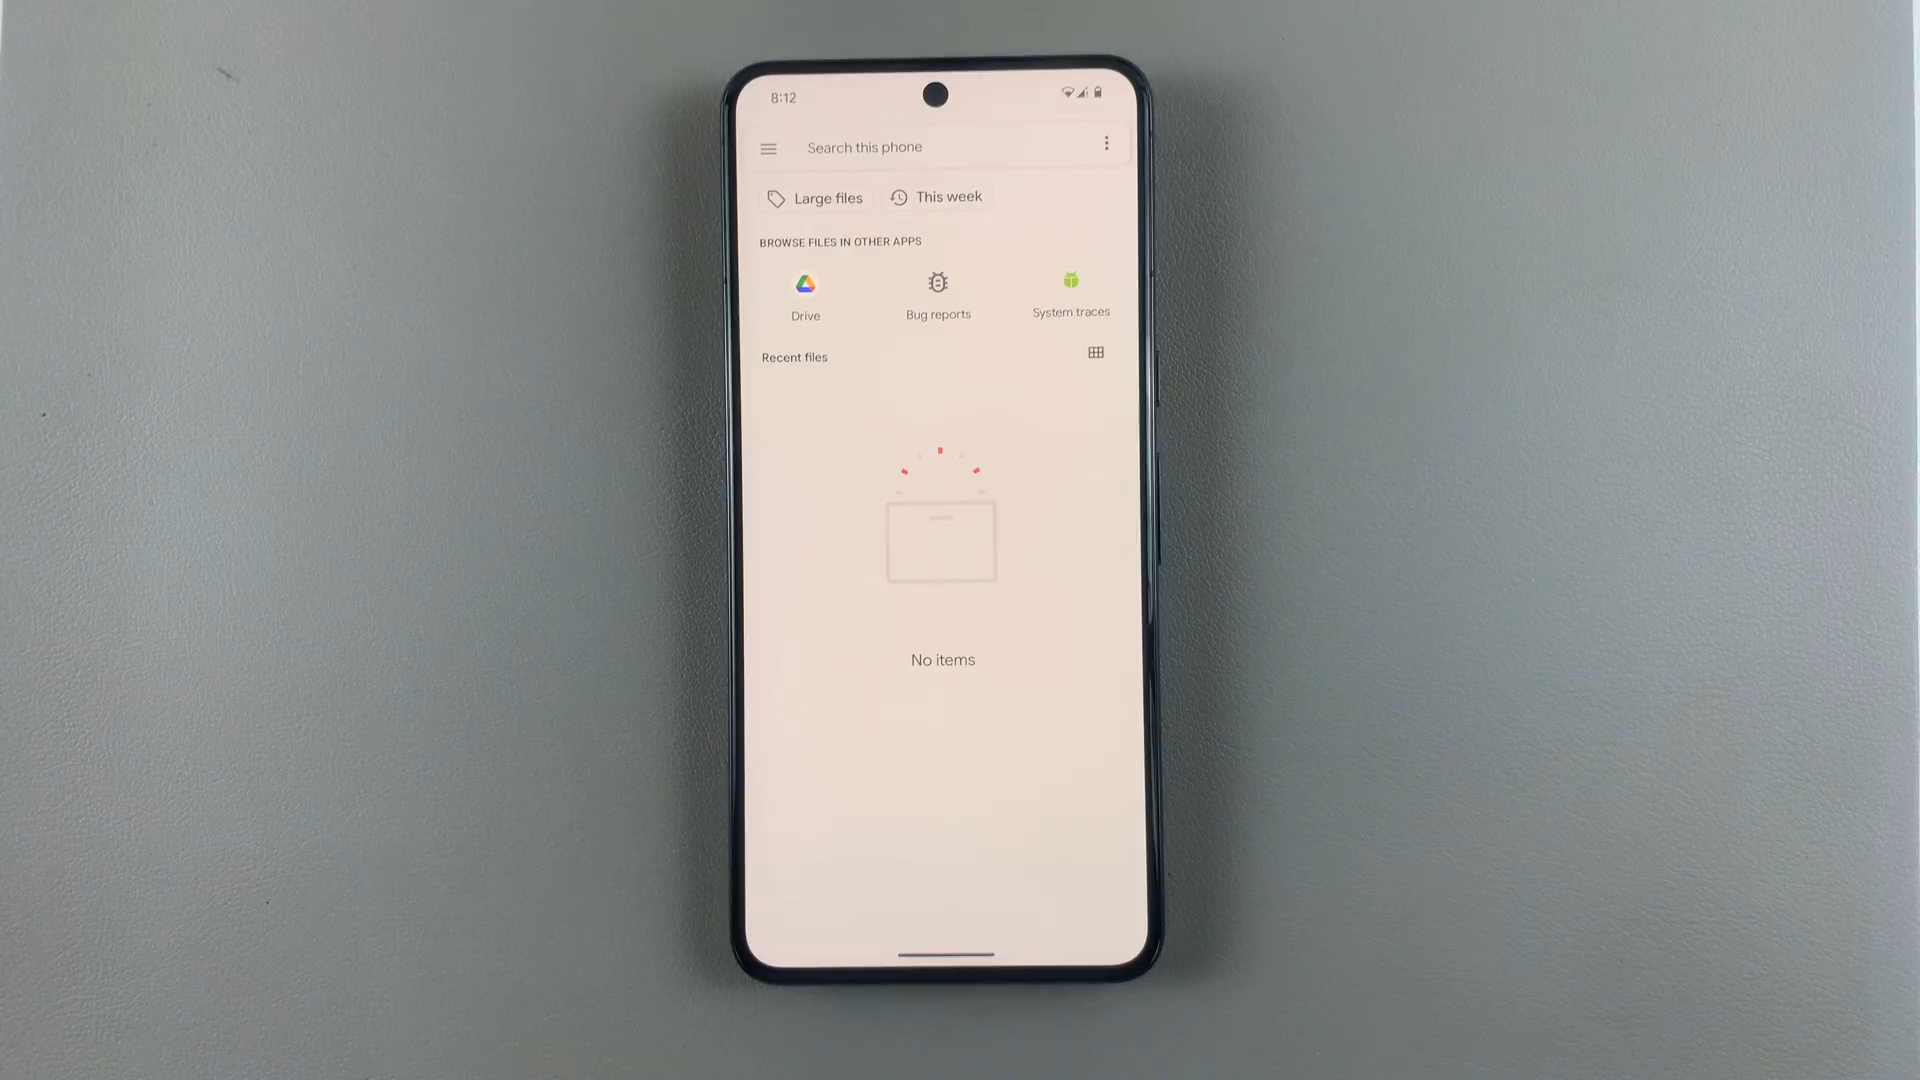 8:12
Search this phone
Large files
This week
BROWSE FILES IN OTHER APPS
Drive
Bug reports
System traces
Recent files
No items